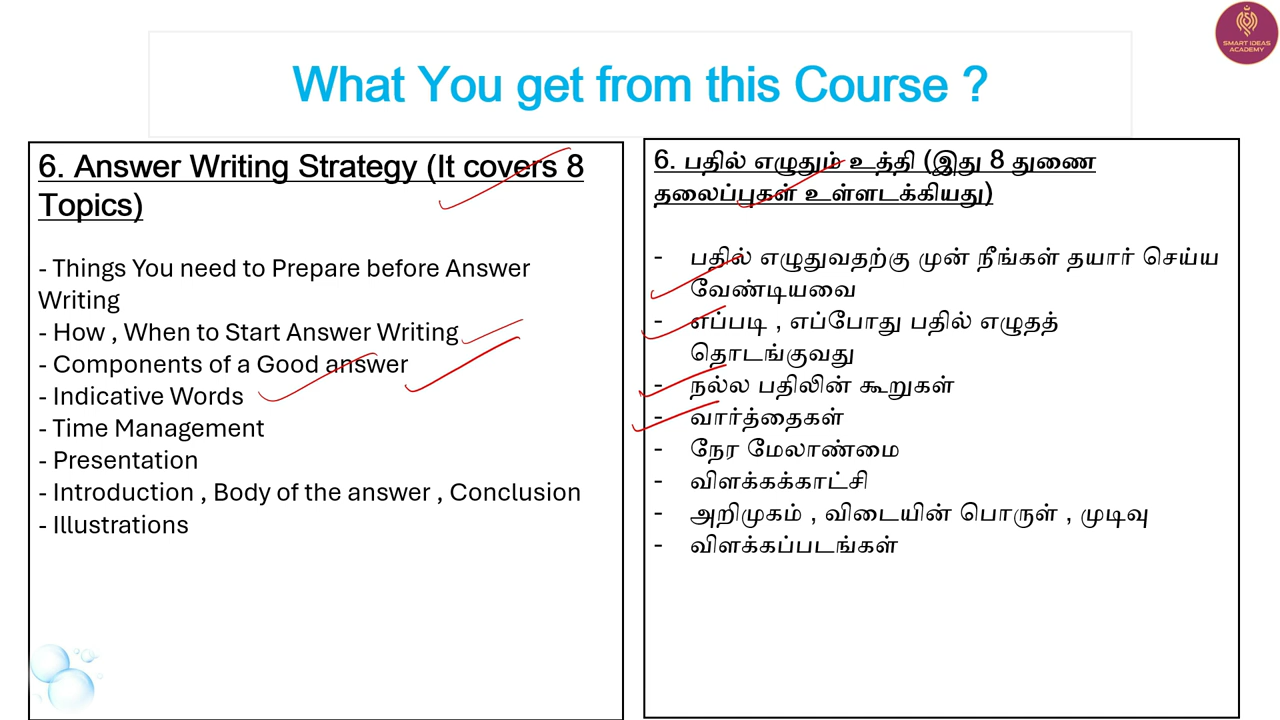 SMART IDEAS
ACADEMY
What You get from this Course ?
6. Answer Writing Strategy (It covers 8
Topics)
- Things You need to Prepare before Answer
Writing
- How , When to Start Answer Writing
- Components of a Good answer
- Indicative Words
- Time Management
- Presentation
- Introduction , Body of the answer , Conclusion
- Illustrations
6. பதில் எழுதும் உத்தி (இது 8 துணை
தலைப்புகள் உள்ளடக்கியது)
- பதில் எழுதுவதற்கு முன் நீங்கள் தயார் செய்ய
வேண்டியவை
- எப்படி , எப்போது பதில் எழுதத்
தொடங்குவது
- நல்ல பதிலின் கூறுகள்
- வார்த்தைகள்
- நேர மேலாண்மை
- விளக்கக்காட்சி
- அறிமுகம் , விடையின் பொருள் , முடிவு
- விளக்கப்படங்கள்